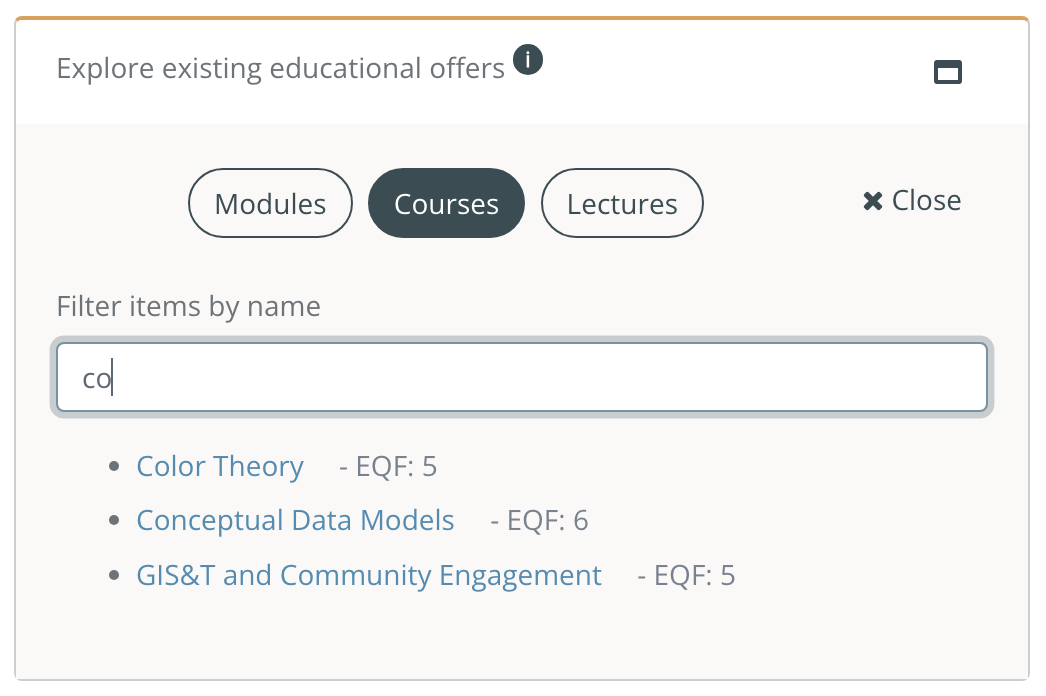 Explore existing educational offers i
Modules Courses Lectures ✖ Close
Filter items by name
co
• Color Theory - EQF: 5
• Conceptual Data Models - EQF: 6
• GIS&T and Community Engagement - EQF: 5